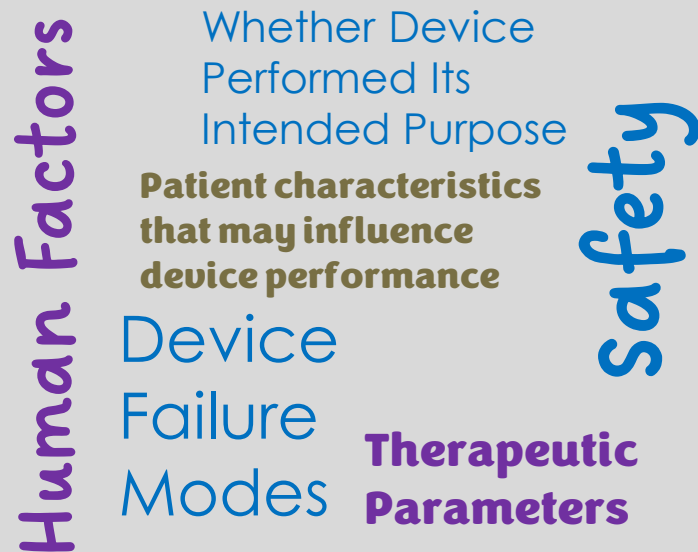 Human Factors
Whether Device
Performed Its
Intended Purpose
Patient characteristics
that may influence
device performance
Safety
Device
Failure
Modes
Therapeutic
Parameters